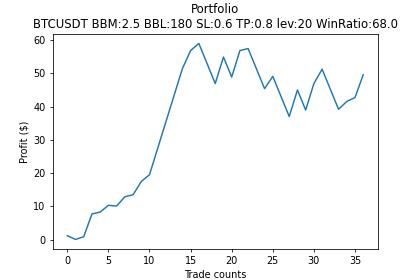 Portfolio
BTCUSDT BBM:2.5 BBL:180 SL:0.6 TP:0.8 lev:20 WinRatio:68.0
60
50
40
30
20
10
0
Profit ($)
0 5 10 15 20 25 30 35
Trade counts